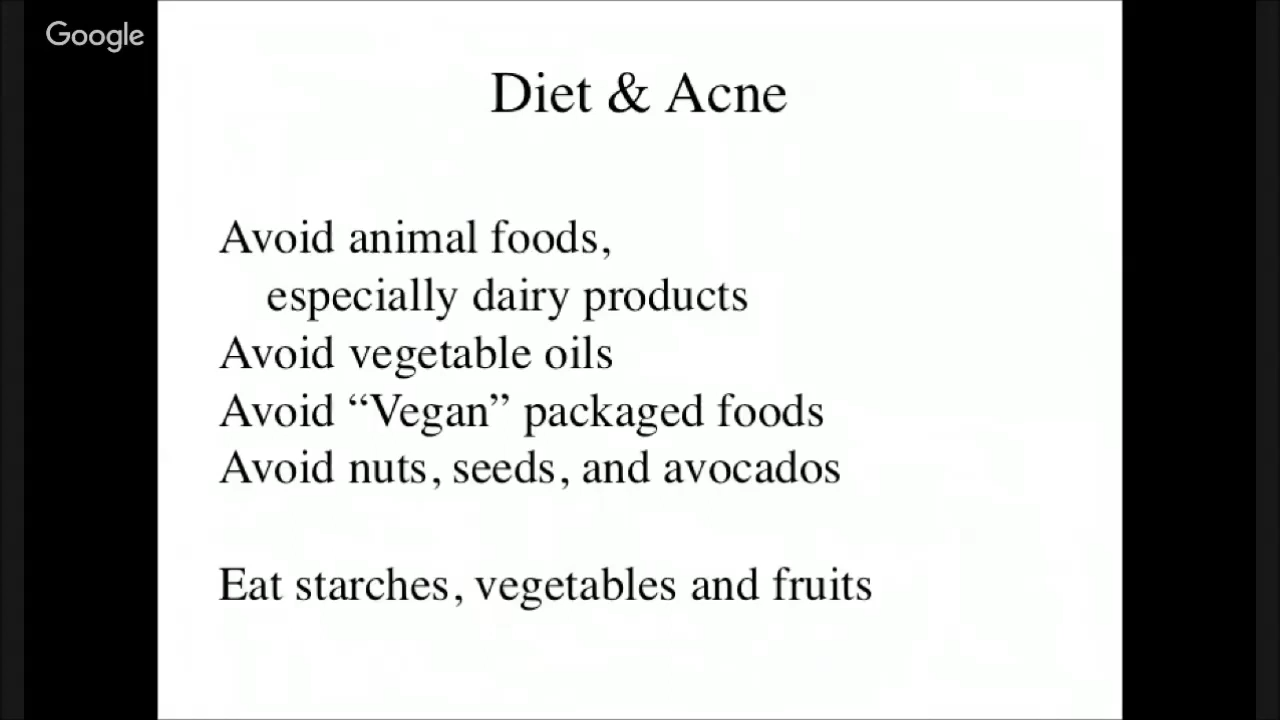 Google
Diet & Acne
Avoid animal foods,
especially dairy products
Avoid vegetable oils
Avoid “Vegan” packaged foods
Avoid nuts, seeds, and avocados
Eat starches, vegetables and fruits